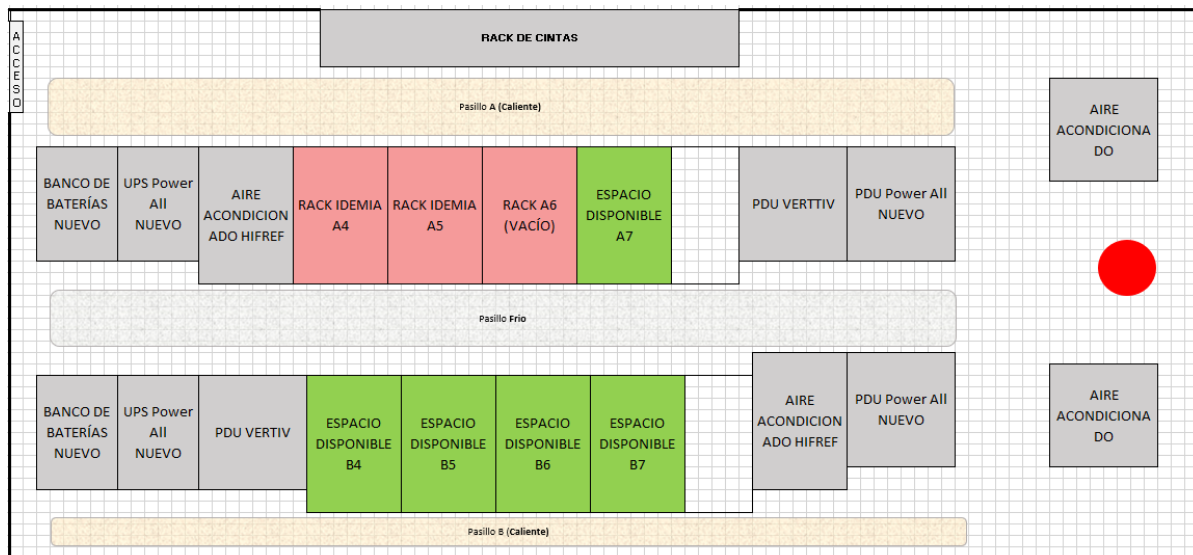 ACCESO
RACK DE CINTAS
Pasillo A (Caliente)
AIRE
ACONDICIONA
DO
BANCO DE
BATERÍAS
NUEVO
UPS Power
All
NUEVO
AIRE
ACONDICION
ADO HIFREF
RACK IDEMIA
A4
RACK IDEMIA
A5
RACK A6
(VACÍO)
ESPACIO
DISPONIBLE
A7
PDU VERTTIV
PDU Power All
NUEVO
Pasillo Frio
BANCO DE
BATERÍAS
NUEVO
UPS Power
All
NUEVO
PDU VERTIV
ESPACIO
DISPONIBLE
B4
ESPACIO
DISPONIBLE
B5
ESPACIO
DISPONIBLE
B6
ESPACIO
DISPONIBLE
B7
AIRE
ACONDICION
ADO HIFREF
PDU Power All
NUEVO
AIRE
ACONDICIONA
DO
Pasillo B (Caliente)